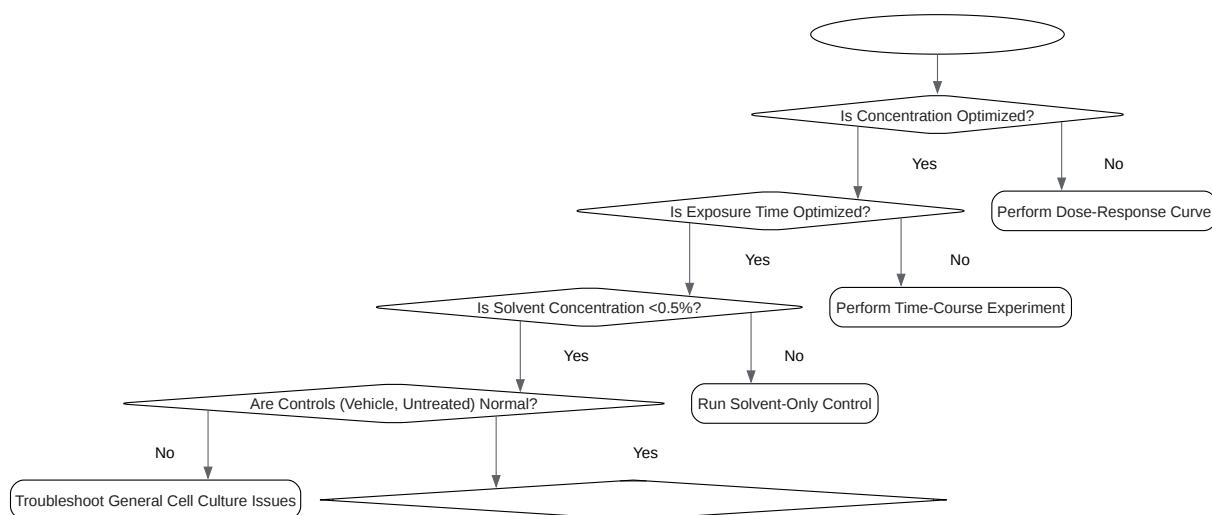 Is Concentration Optimized?
Yes
No
Is Exposure Time Optimized?
Perform Dose-Response Curve
Yes
No
Is Solvent Concentration <0.5%?
Perform Time-Course Experiment
Yes
No
Are Controls (Vehicle, Untreated) Normal?
Run Solvent-Only Control
No
Yes
Troubleshoot General Cell Culture Issues